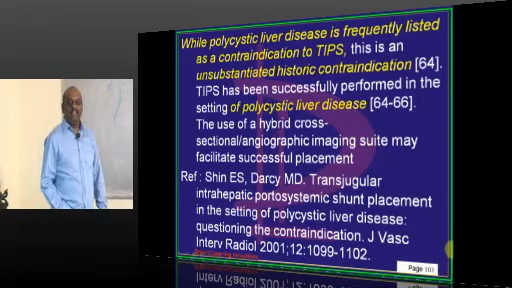 While polycystic liver disease is frequently listed
as a contraindication to TIPS, this is an
unsubstantiated historic contraindication [64].
TIPS has been successfully performed in the
setting of polycystic liver disease [64-66].
The use of a hybrid cross-
sectional/angiographic imaging suite may
facilitate successful placement
Ref : Shin ES, Darcy MD. Transjugular
intrahepatic portosystemic shunt placement
in the setting of polycystic liver disease:
questioning the contraindication. J Vasc
Interv Radiol 2001;12:1099-1102.
Page 103